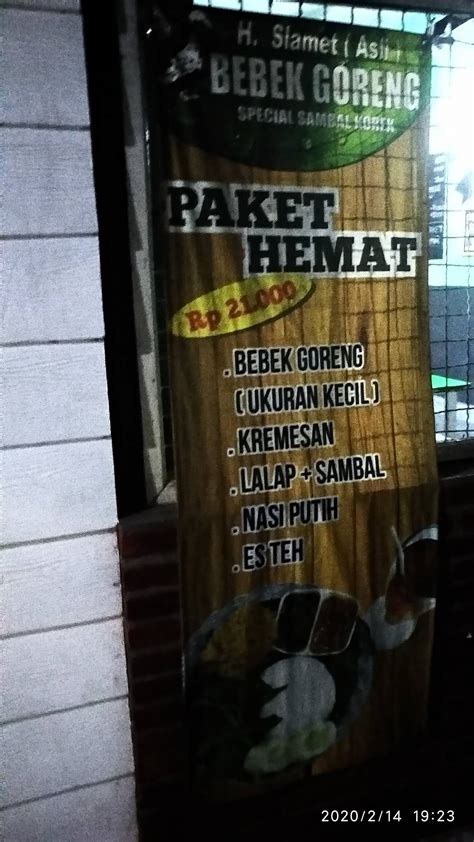 H. Slamet ( Asli )
BEBEK GORENG
SPECIAL SAMBAL KOREK
PAKET
HEMAT
Rp 21.000
. BEBEK GORENG
( UKURAN KECIL )
. KREMESAN
. LALAP + SAMBAL
. NASI PUTIH
. ES TEH
2020/2/14 19:23